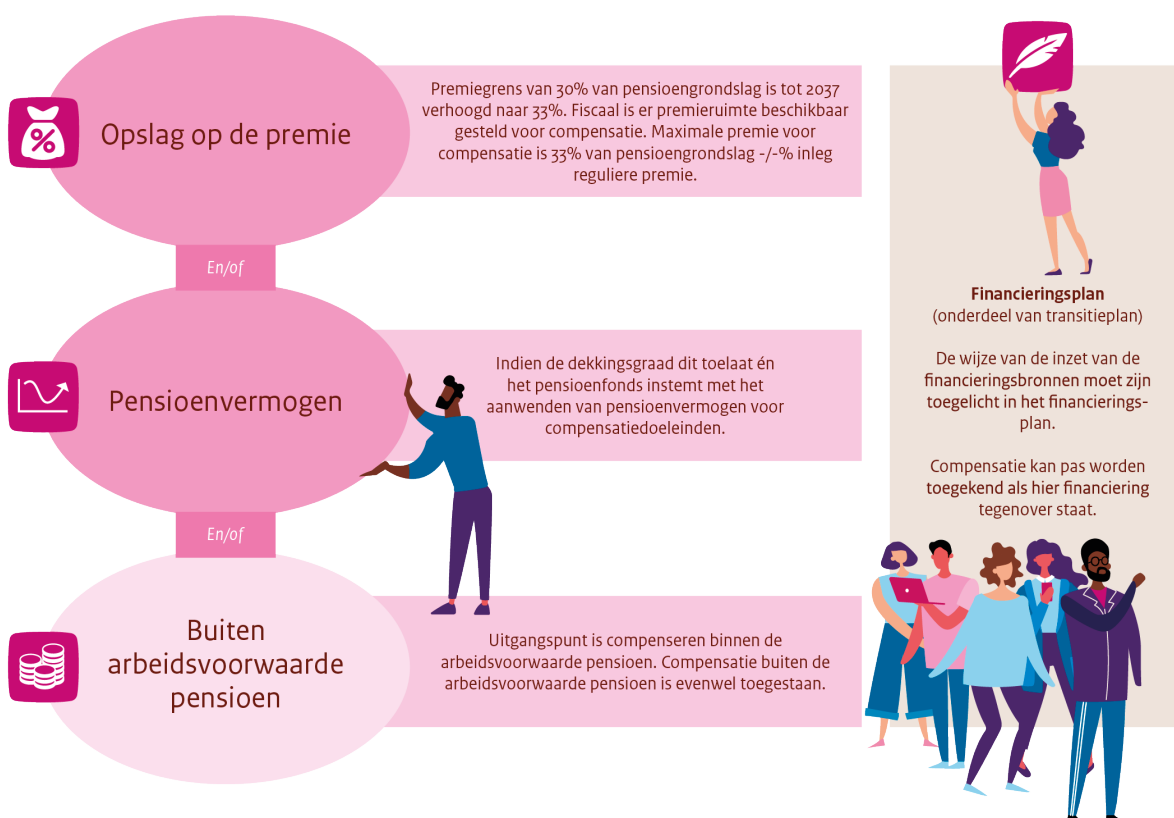 Opslag op de premie
Premiegrens van 30% van pensioengrondslag is tot 2037
verhoogd naar 33%. Fiscaal is er premieruimte beschikbaar
gesteld voor compensatie. Maximale premie voor
compensatie is 33% van pensioengrondslag -/-% inleg
reguliere premie.
En/of
Pensioenvermogen
Indien de dekkingsgraad dit toelaat én
het pensioenfonds instemt met het
aanwenden van pensioenvermogen voor
compensatiedoeleinden.
En/of
Buiten
arbeidsvoorwaarde
pensioen
Uitgangspunt is compenseren binnen de
arbeidsvoorwaarde pensioen. Compensatie buiten de
arbeidsvoorwaarde pensioen is evenwel toegestaan.
Financieringsplan
(onderdeel van transitieplan)
De wijze van de inzet van de
financieringsbronnen moet zijn
toegelicht in het financierings-
plan.
Compensatie kan pas worden
toegekend als hier financiering
tegenover staat.
%